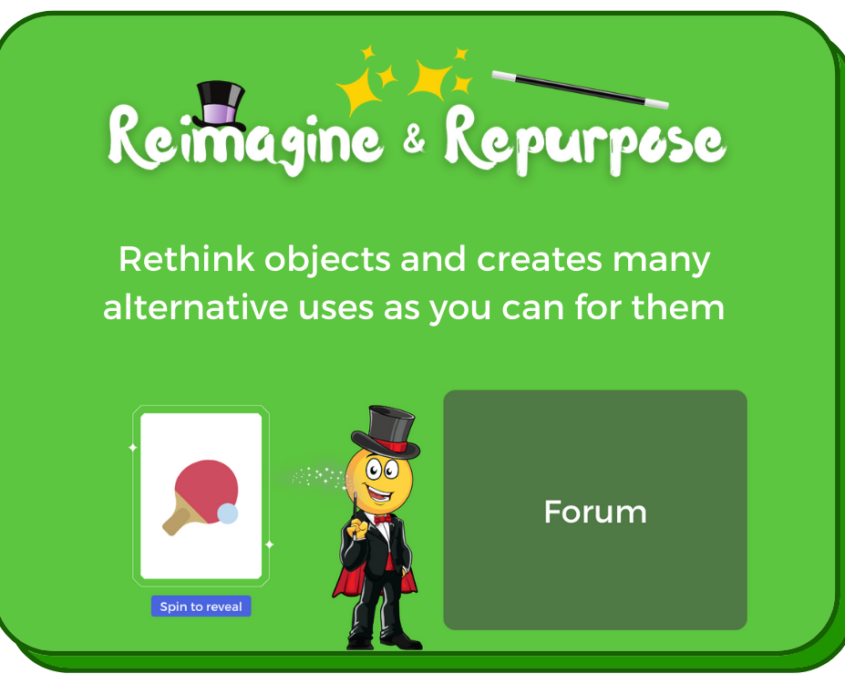 Reimagine & Repurpose
Rethink objects and creates many
alternative uses as you can for them
Forum
Spin to reveal